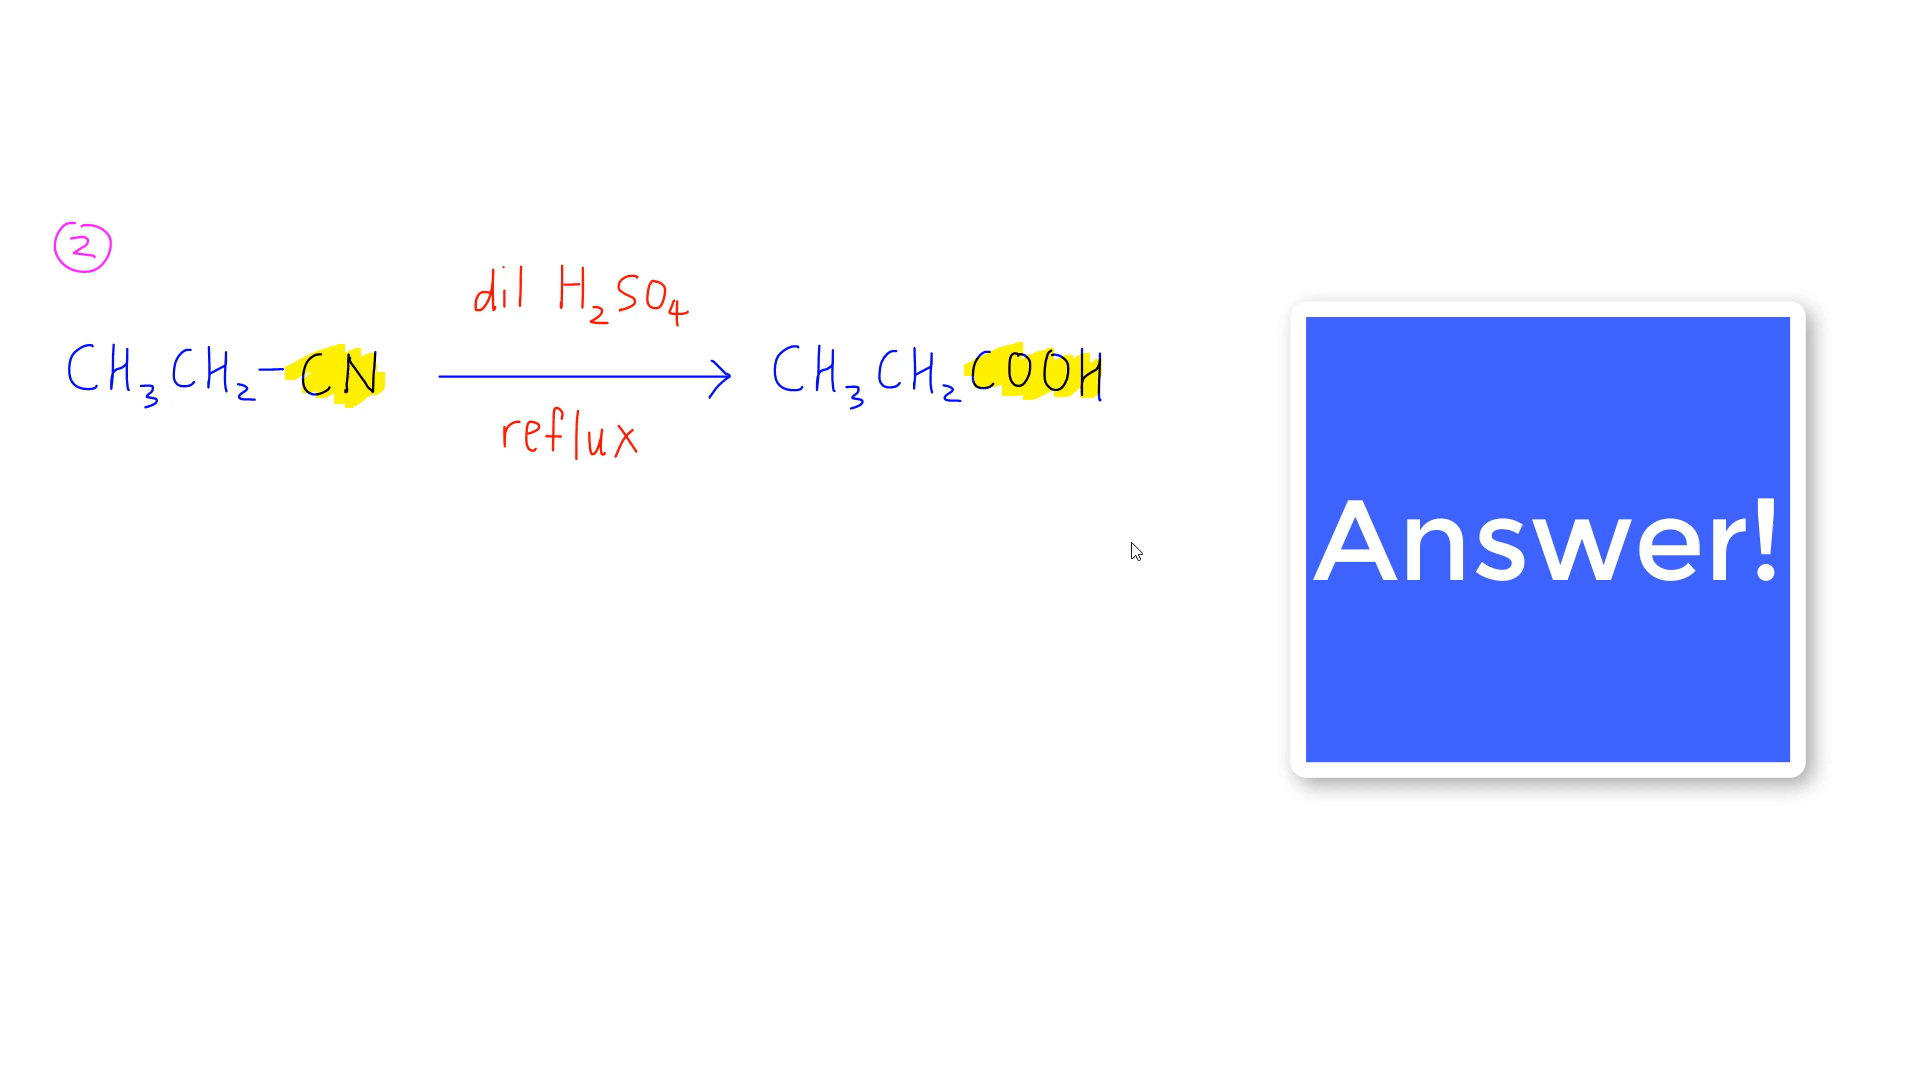 ②
dil H₂SO₄
CH₃CH₂-CN → CH₃CH₂COOH
reflux
Answer!